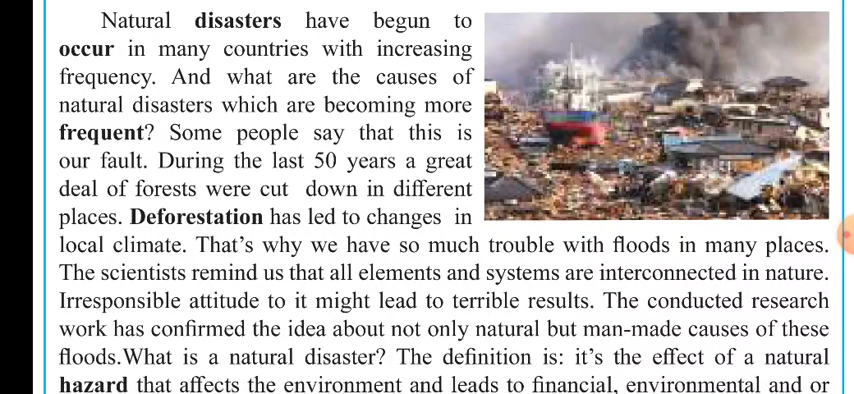 Natural disasters have begun to
occur in many countries with increasing
frequency. And what are the causes of
natural disasters which are becoming more
frequent? Some people say that this is
our fault. During the last 50 years a great
deal of forests were cut down in different
places. Deforestation has led to changes in
local climate. That's why we have so much trouble with floods in many places.
The scientists remind us that all elements and systems are interconnected in nature.
Irresponsible attitude to it might lead to terrible results. The conducted research
work has confirmed the idea about not only natural but man-made causes of these
floods.What is a natural disaster? The definition is: it's the effect of a natural
hazard that affects the environment and leads to financial, environmental and or